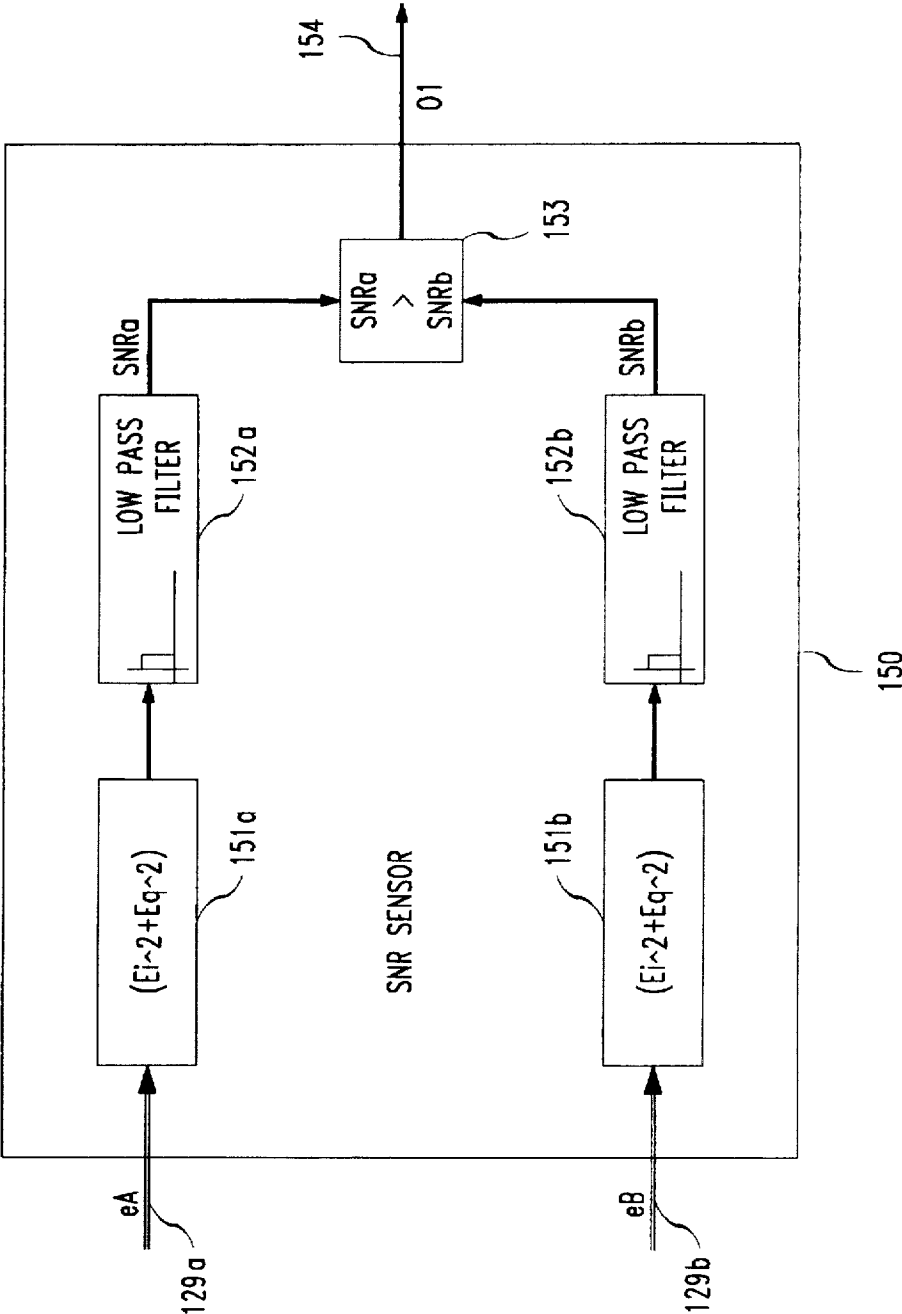 129a
eA
(Ei^2+Eq^2)
151a
LOW PASS
FILTER
152a
SNRa
SNR SENSOR
SNRa
>
SNRb
153
O1
154
129b
eB
(Ei^2+Eq^2)
151b
LOW PASS
FILTER
152b
SNRb
150